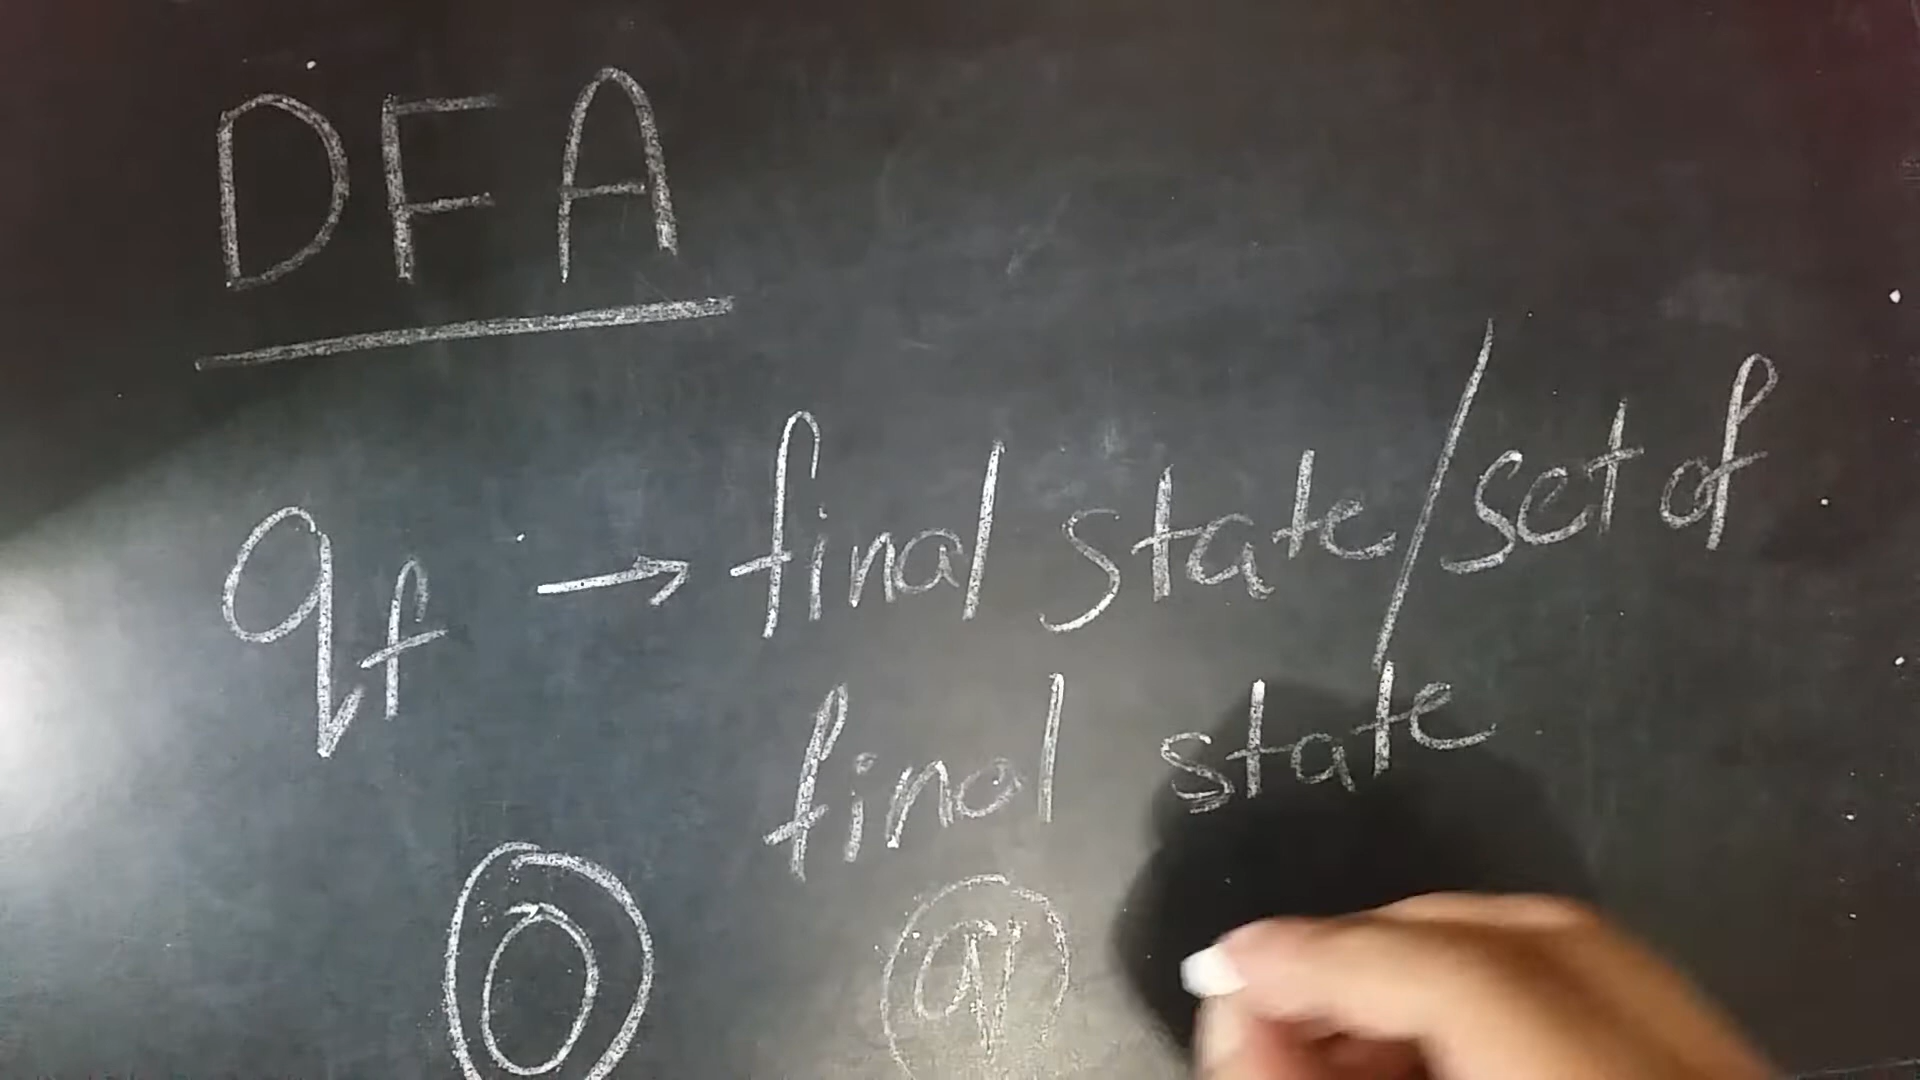 DFA
qf → final state/set of
final state
q